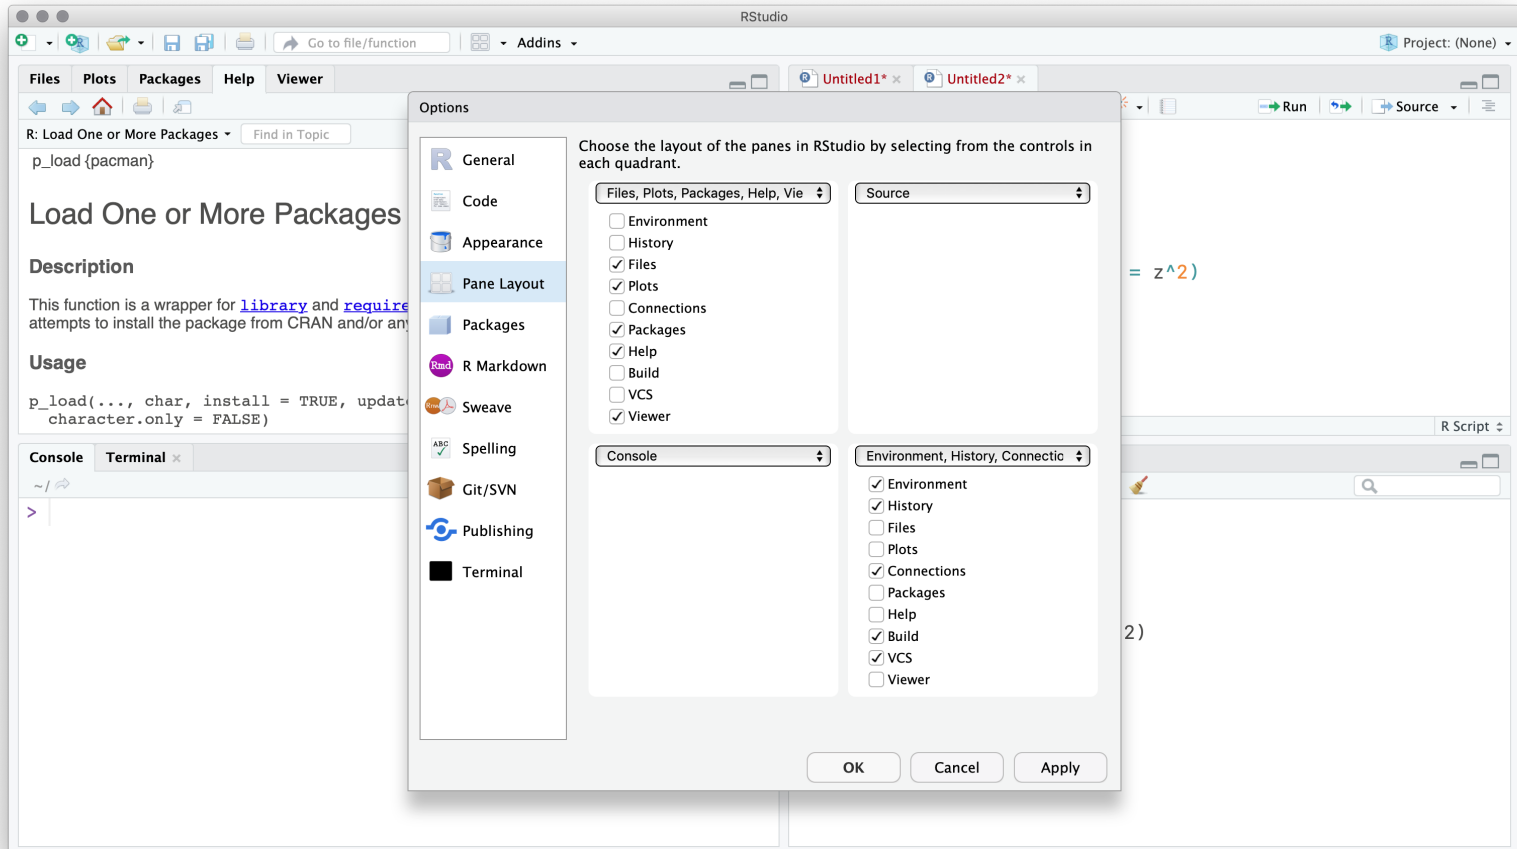 RStudio
Go to file/function
Addins
Project: (None)
Files Plots Packages Help Viewer
R: Load One or More Packages
Find in Topic
p_load {pacman}
Load One or More Packages
Description
This function is a wrapper for library and require
attempts to install the package from CRAN and/or
Usage
p_load(..., char, install = TRUE,
character.only = FALSE)
Untitled1*
Untitled2*
Run
Source
= z^2)
R Script
Console
Terminal
~/
>
2)
Options
General
Code
Appearance
Pane Layout
Packages
Rmd
R Markdown
Sweave
ABC
Spelling
Git/SVN
Publishing
Terminal
Choose the layout of the panes in RStudio by selecting from the controls in
each quadrant.
Files, Plots, Packages, Help, Vie
Environment
History
Files
Plots
Connections
Packages
Help
Build
VCS
Viewer
Source
Console
Environment, History, Connectic
Environment
History
Files
Plots
Connections
Packages
Help
Build
VCS
Viewer
OK
Cancel
Apply